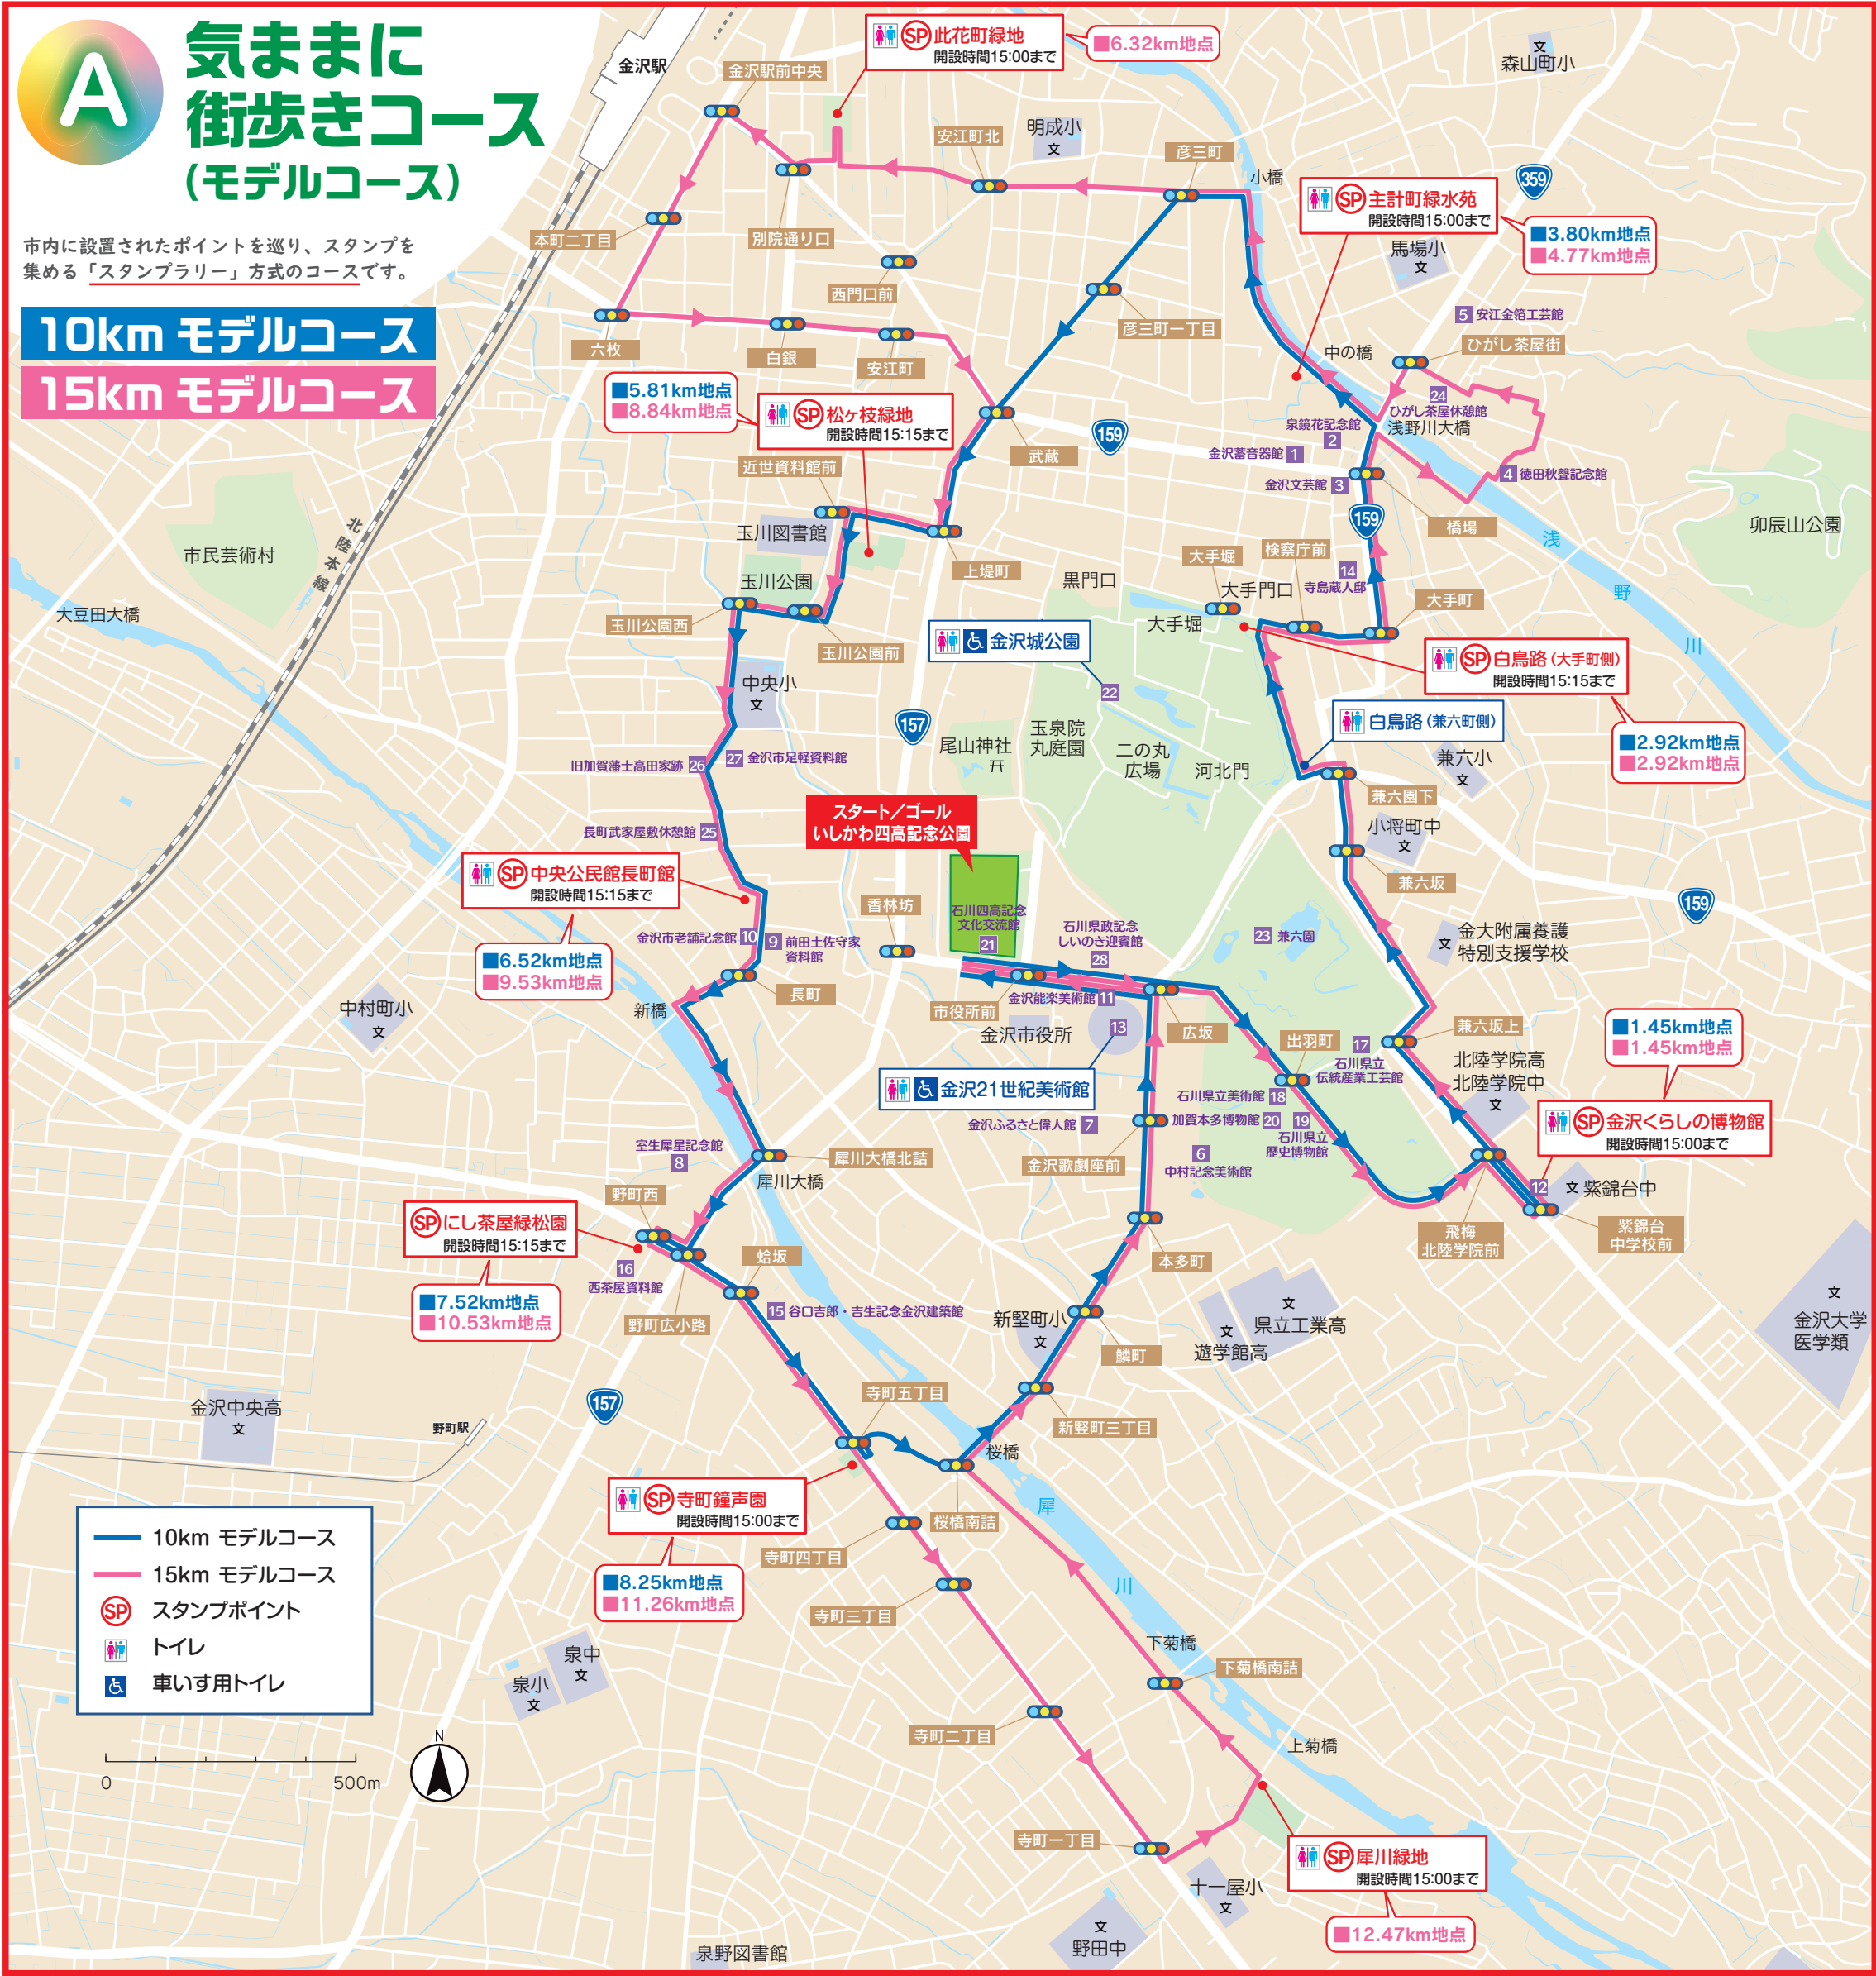 A
気ままに
街歩きコース
(モデルコース)
市内に設置されたポイントを巡り、スタンプを
集める「スタンプラリー」方式のコースです。
10km モデルコース
15km モデルコース
金沢駅
金沢駅前中央
SP 此花町緑地
開設時間15:00まで
■6.32km地点
文
森山町小
安江町北
明成小
文
彦三町
小橋
359
SP 主計町緑水苑
開設時間15:00まで
■3.80km地点
■4.77km地点
馬場小
文
本町二丁目
別院通り口
西門口前
彦三町一丁目
5 安江金箔工芸館
ひがし茶屋街
六枚
白銀
安江町
中の橋
24
ひがし茶屋休憩館
浅野川大橋
泉鏡花記念館
2
金沢蓄音器館 1
金沢文芸館 3
4 徳田秋聲記念館
橋場
■5.81km地点
■8.84km地点
SP 松ヶ枝緑地
開設時間15:15まで
159
武蔵
近世資料館前
玉川図書館
上堤町
159
浅
野
川
卯辰山公園
北
陸
本
線
市民芸術村
大豆田大橋
玉川公園
玉川公園西
玉川公園前
黒門口
大手堀
検察庁前
大手門口
14
寺島蔵人邸
大手町
大手堀
金沢城公園
22
SP 白鳥路(大手町側)
開設時間15:15まで
■2.92km地点
■2.92km地点
白鳥路(兼六町側)
中央小
文
157
尾山神社
玉泉院
丸庭園
二の丸
広場
河北門
兼六小
文
兼六園下
小将町中
文
兼六坂
159
旧加賀藩士高田家跡 26
27 金沢市足軽資料館
長町武家屋敷休憩館 25
スタート/ゴール
いしかわ四高記念公園
SP 中央公民館長町館
開設時間15:15まで
■6.52km地点
■9.53km地点
香林坊
石川四高記念
文化交流館
21
石川県政記念
しいのき迎賓館
28
23 兼六園
文
金大附属養護
特別支援学校
金沢市老舗記念館 10
9 前田土佐守家
資料館
長町
新橋
中村町小
文
市役所前
金沢能楽美術館 11
金沢市役所
13
広坂
出羽町
17
石川県立
伝統産業工芸館
兼六坂上
北陸学院高
北陸学院中
文
■1.45km地点
■1.45km地点
SP 金沢くらしの博物館
開設時間15:00まで
金沢21世紀美術館
金沢ふるさと偉人館 7
石川県立美術館 18
加賀本多博物館 20
19
石川県立
歴史博物館
6
中村記念美術館
金沢歌劇座前
12
文 紫錦台中
紫錦台
中学校前
飛梅
北陸学院前
室生犀星記念館
8
犀川大橋北詰
犀川大橋
野町西
SP にし茶屋緑松園
開設時間15:15まで
■7.52km地点
■10.53km地点
16
西茶屋資料館
蛤坂
野町広小路
15 谷口吉郎・吉生記念金沢建築館
本多町
新竪町小
文
鱗町
文
県立工業高
文
遊学館高
文
金沢大学
医学類
157
金沢中央高
文
野町駅
寺町五丁目
新竪町三丁目
桜橋
犀
川
SP 寺町鐘声園
開設時間15:00まで
■8.25km地点
■11.26km地点
桜橋南詰
寺町四丁目
寺町三丁目
10km モデルコース
15km モデルコース
SP スタンプポイント
トイレ
車いす用トイレ
0
500m
N
泉中
文
泉小
文
下菊橋
下菊橋南詰
寺町二丁目
上菊橋
寺町一丁目
SP 犀川緑地
開設時間15:00まで
■12.47km地点
十一屋小
文
文
野田中
泉野図書館